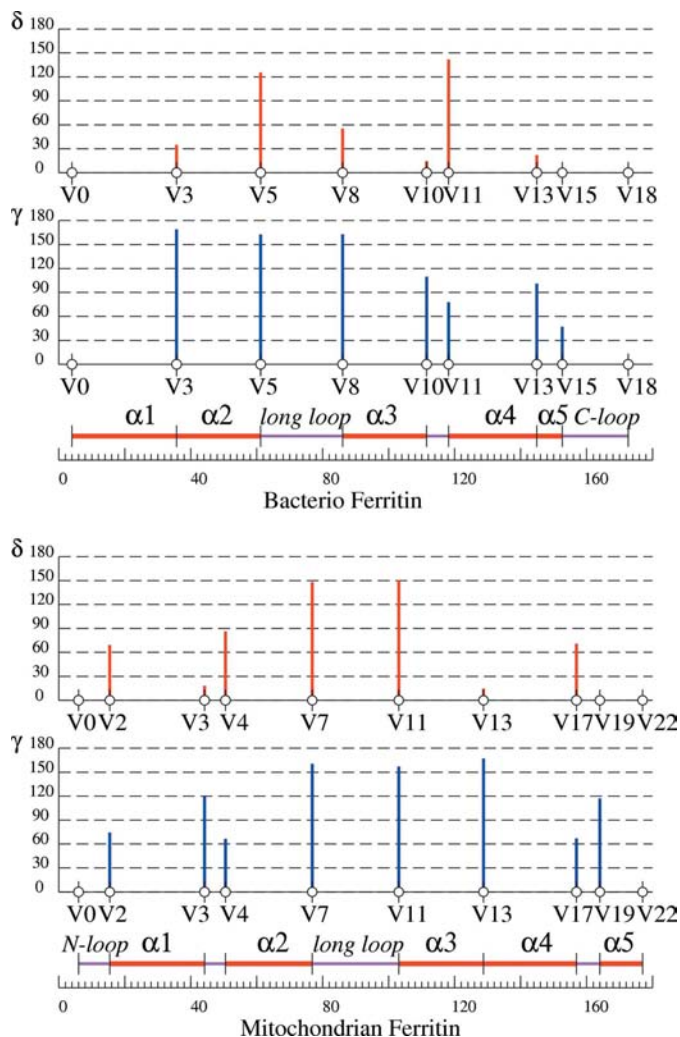 δ
180
150
120
90
60
30
0
V0 V3 V5 V8 V10 V11 V13 V15 V18
γ
180
150
120
90
60
30
0
V0 V3 V5 V8 V10 V11 V13 V15 V18
α1 α2 long loop α3 α4 α5 C-loop
0 40 80 120 160
Bacterio Ferritin
δ
180
150
120
90
60
30
0
V0 V2 V3 V4 V7 V11 V13 V17 V19 V22
γ
180
150
120
90
60
30
0
V0 V2 V3 V4 V7 V11 V13 V17 V19 V22
N-loop α1 α2 long loop α3 α4 α5
0 40 80 120 160
Mitochondrian Ferritin